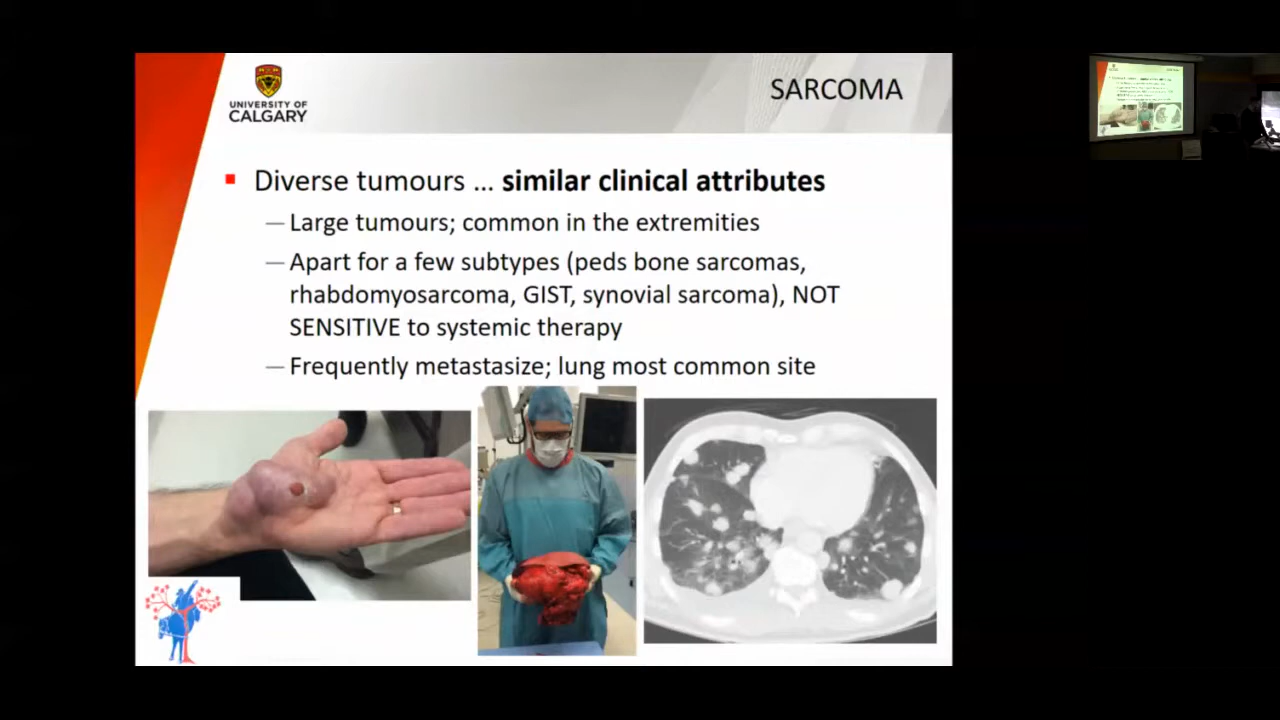 UNIVERSITY OF
CALGARY
SARCOMA
Diverse tumours ... similar clinical attributes
— Large tumours; common in the extremities
— Apart for a few subtypes (peds bone sarcomas,
rhabdomyosarcoma, GIST, synovial sarcoma), NOT
SENSITIVE to systemic therapy
— Frequently metastasize; lung most common site